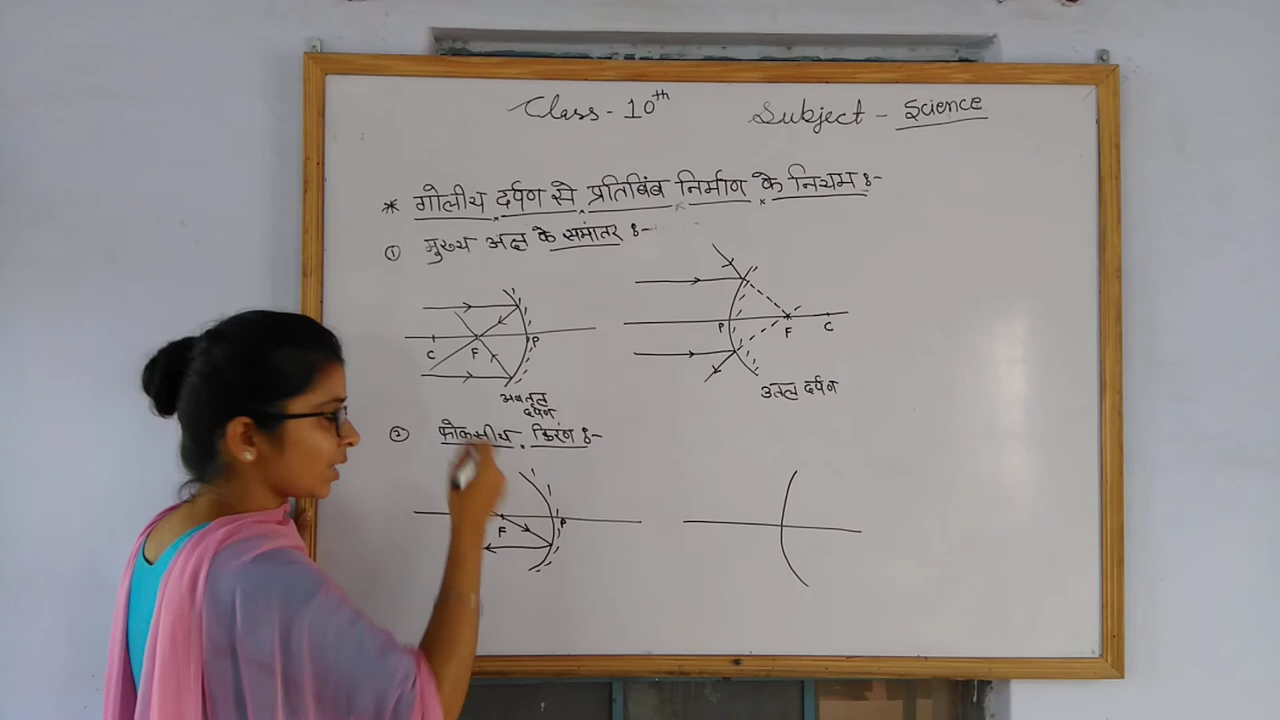 Class - 10th Subject - Science
* गोलीय दर्पण से प्रतिबिंब निर्माण के नियम :-
① मुख्य अक्ष के समांतर :-
C F P
P F C
अवतल
दर्पण
उत्तल दर्पण
② फोकसीय किरण :-
F P